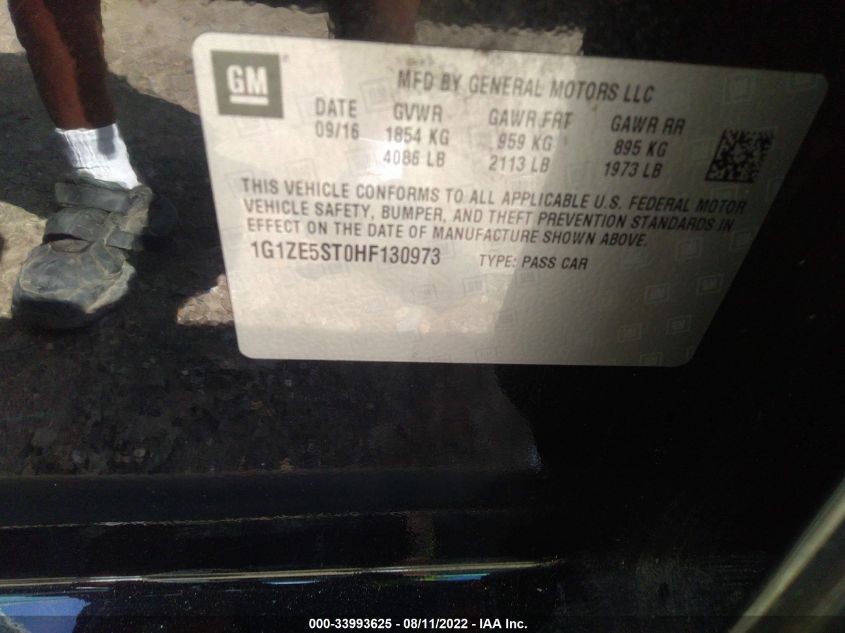 GM
MFD BY GENERAL MOTORS LLC
DATE GVWR GAWR FRT GAWR RR
09/16 1854 KG 959 KG 895 KG
4086 LB 2113 LB 1973 LB
THIS VEHICLE CONFORMS TO ALL APPLICABLE U.S. FEDERAL MOTOR
VEHICLE SAFETY, BUMPER, AND THEFT PREVENTION STANDARDS IN
EFFECT ON THE DATE OF MANUFACTURE SHOWN ABOVE.
1G1ZE5ST0HF130973 TYPE: PASS CAR
000-33993625 - 08/11/2022 - IAA Inc.